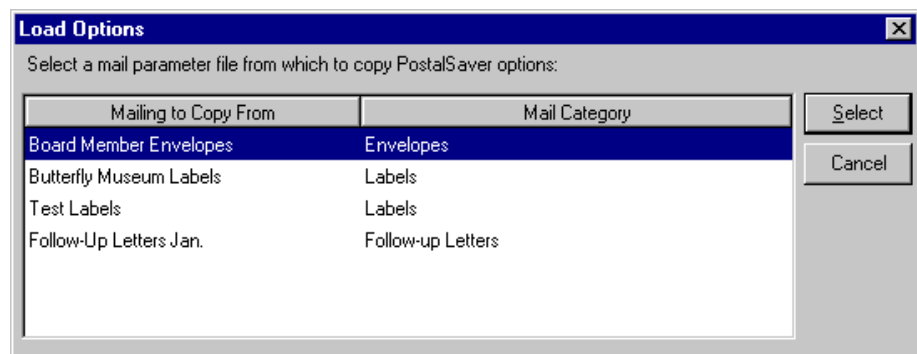 Load Options
Select a mail parameter file from which to copy PostalSaver options:
Mailing to Copy From Mail Category
Board Member Envelopes Envelopes
Butterfly Museum Labels Labels
Test Labels Labels
Follow-Up Letters Jan. Follow-up Letters
Select
Cancel